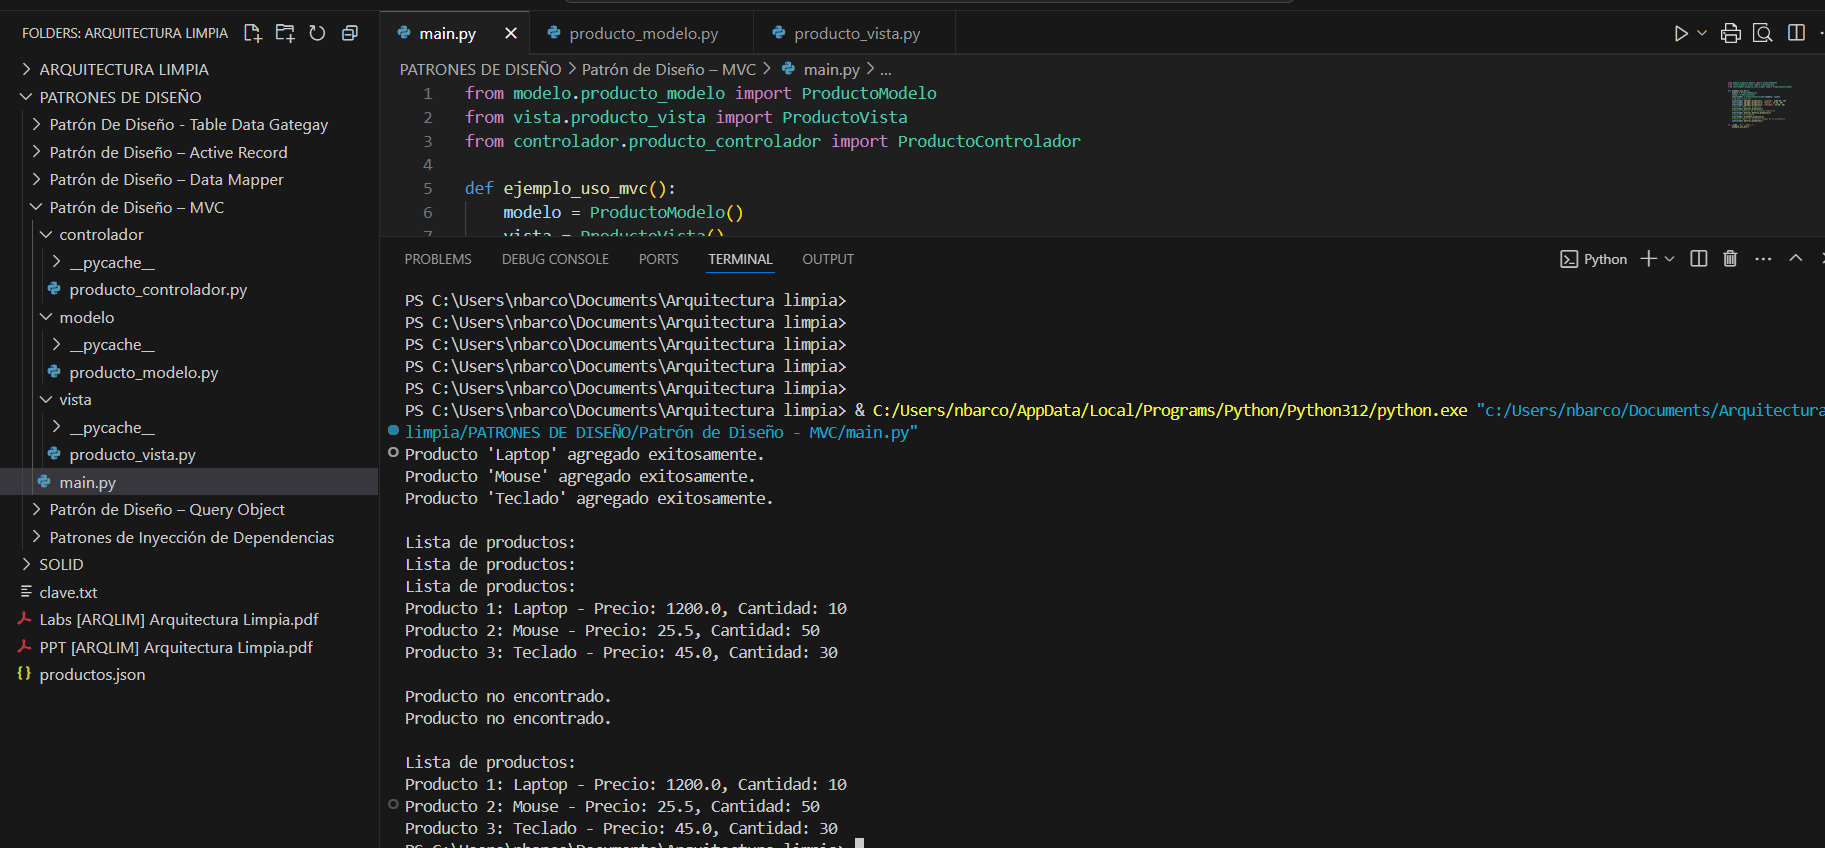 FOLDERS: ARQUITECTURA LIMPIA
ARQUITECTURA LIMPIA
PATRONES DE DISEÑO
Patrón De Diseño - Table Data Gategay
Patrón de Diseño – Active Record
Patrón de Diseño – Data Mapper
Patrón de Diseño – MVC
controlador
__pycache__
producto_controlador.py
modelo
__pycache__
producto_modelo.py
vista
__pycache__
producto_vista.py
main.py
Patrón de Diseño – Query Object
Patrones de Inyección de Dependencias
SOLID
clave.txt
Labs [ARQLIM] Arquitectura Limpia.pdf
PPT [ARQLIM] Arquitectura Limpia.pdf
productos.json
main.py producto_modelo.py producto_vista.py
PATRONES DE DISEÑO > Patrón de Diseño – MVC > main.py > ...
1 from modelo.producto_modelo import ProductoModelo
2 from vista.producto_vista import ProductoVista
3 from controlador.producto_controlador import ProductoControlador
4
5 def ejemplo_uso_mvc():
6 modelo = ProductoModelo()
7 vista = ProductoVista()
PROBLEMS DEBUG CONSOLE PORTS TERMINAL OUTPUT
Python
PS C:\Users\nbarco\Documents\Arquitectura limpia>
PS C:\Users\nbarco\Documents\Arquitectura limpia>
PS C:\Users\nbarco\Documents\Arquitectura limpia>
PS C:\Users\nbarco\Documents\Arquitectura limpia>
PS C:\Users\nbarco\Documents\Arquitectura limpia>
PS C:\Users\nbarco\Documents\Arquitectura limpia> & C:/Users/nbarco/AppData/Local/Programs/Python/Python312/python.exe "c:/Users/nbarco/Documents/Arquitectura
limpia/PATRONES DE DISEÑO/Patrón de Diseño – MVC/main.py"
Producto 'Laptop' agregado exitosamente.
Producto 'Mouse' agregado exitosamente.
Producto 'Teclado' agregado exitosamente.
Lista de productos:
Lista de productos:
Lista de productos:
Producto 1: Laptop - Precio: 1200.0, Cantidad: 10
Producto 2: Mouse - Precio: 25.5, Cantidad: 50
Producto 3: Teclado - Precio: 45.0, Cantidad: 30
Producto no encontrado.
Producto no encontrado.
Lista de productos:
Producto 1: Laptop - Precio: 1200.0, Cantidad: 10
Producto 2: Mouse - Precio: 25.5, Cantidad: 50
Producto 3: Teclado - Precio: 45.0, Cantidad: 30
PS C:\Users\nbarco\Documents\Arquitectura limpia>